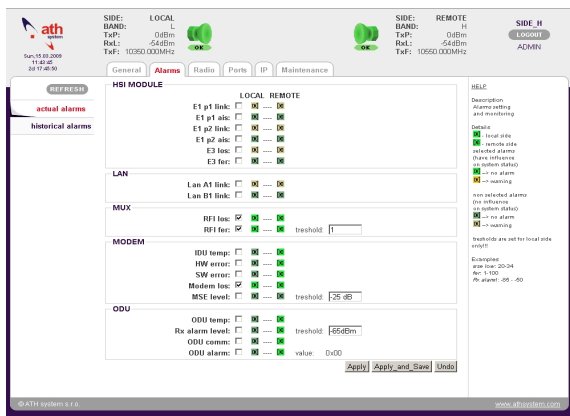 ath
system
Sun,15.03.2009
11:42:45
2d 17:45:50
SIDE: LOCAL
BAND: L
TxP: 0dBm
RxL: -54dBm
TxF: 10350.000MHz
OK
OK
SIDE: REMOTE
BAND: H
TxP: 0dBm
RxL: -54dBm
TxF: 10550.000MHz
SIDE_H
LOGOUT
ADMIN
General Alarms Radio Ports IP Maintenance
REFRESH
actual alarms
historical alarms
HSI MODULE
LOCAL REMOTE
E1 p1 link: ----
E1 p1 ais: ----
E1 p2 link: ----
E1 p2 ais: ----
E3 los: ----
E3 fer: ----
LAN
Lan A1 link: ----
Lan B1 link: ----
MUX
RFI los: ----
RFI fer: ---- treshold: 1
MODEM
IDU temp: ----
HW error: ----
SW error: ----
Modem los: ----
MSE level: ---- treshold: -25 dB
ODU
ODU temp: ----
Rx alarm level: ---- treshold: -65dBm
ODU comm: ----
ODU alarm: ---- value: 0x00
Apply Apply_and_Save Undo
HELP
Description
Alarms setting
and monitoring
Details:
- local side
- remote side
selected alarms
(have influence
on system status)
--> no alarm
--> warning
non selected alarms
(no influence
on system status)
--> no alarm
--> warning
tresholds are set for local side
only!!!
Examples:
fer: 1-100
© ATH system s.r.o.
www.athsystem.com